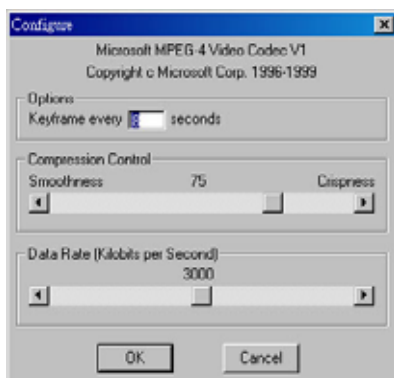 Configure
Microsoft MPEG-4 Video Codec V1
Copyright c Microsoft Corp. 1996-1999
Options
Keyframe every 8 seconds
Compression Control
Smoothness 75 Crispness
Data Rate (Kilobits per Second)
3000
OK Cancel